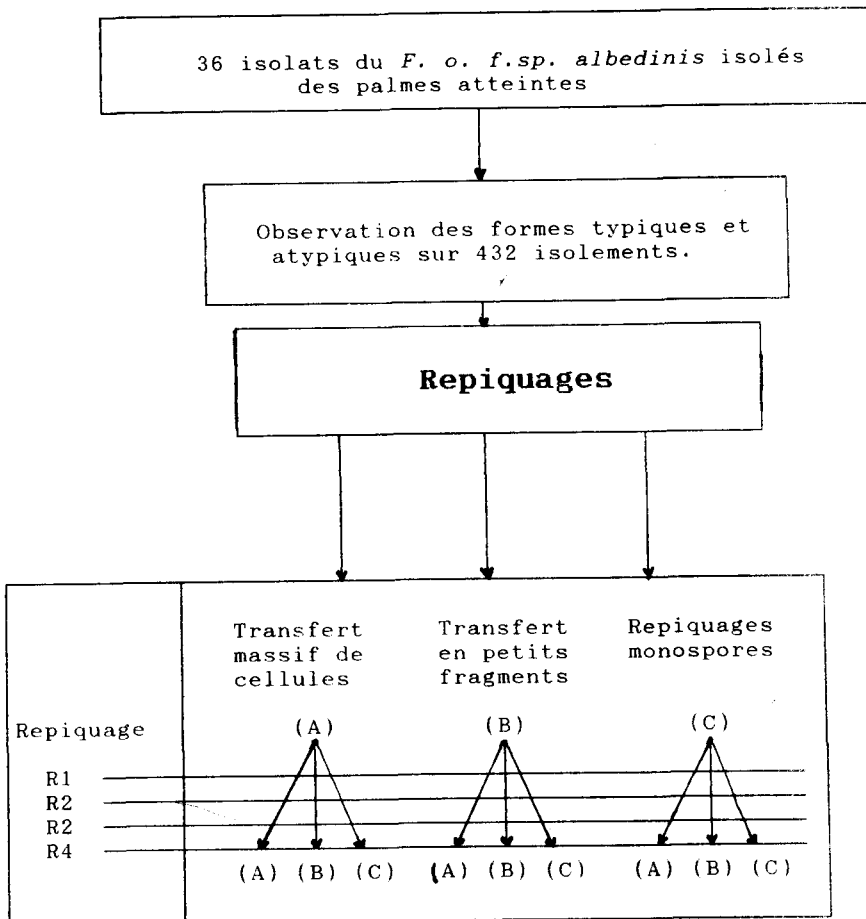 36 isolats du F. o. f.sp. albedinis isolés
des palmes atteintes
Observation des formes typiques et
atypiques sur 432 isolements.
Repiquages
Transfert
massif de
cellules
Transfert
en petits
fragments
Repiquages
monospores
Repiquage
(A)
(B)
(C)
R1
R2
R2
R4
(A) (B) (C)
(A) (B) (C)
(A) (B) (C)